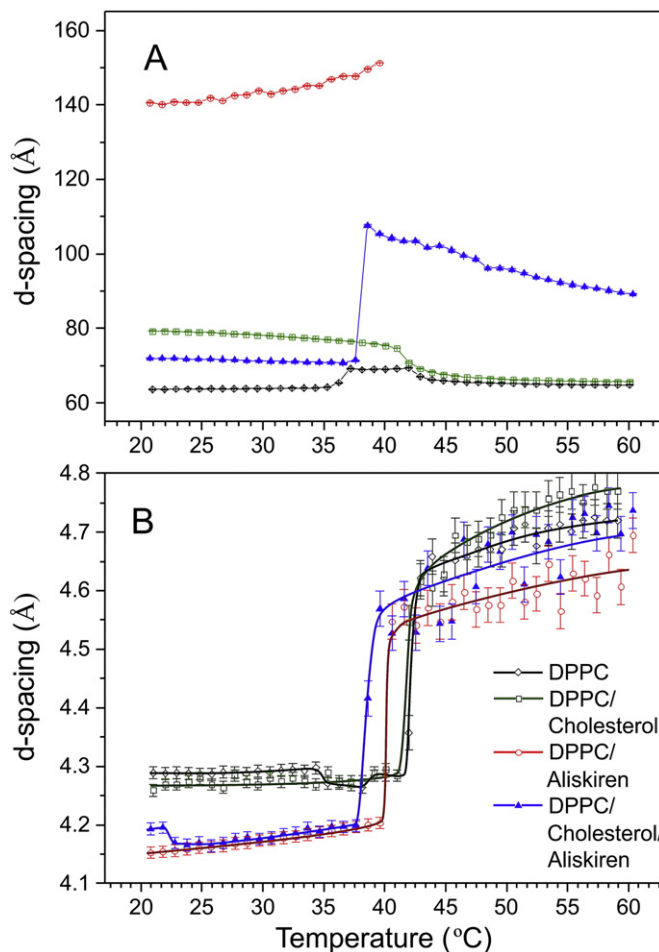 160
A
140
120
100
80
60
d-spacing (Å)
20 25 30 35 40 45 50 55 60
4.8
B
4.7
4.6
4.5
4.4
4.3
4.2
4.1
d-spacing (Å)
DPPC
DPPC/
Cholesterol
DPPC/
Aliskiren
DPPC/
Cholesterol/
Aliskiren
20 25 30 35 40 45 50 55 60
Temperature (ºC)